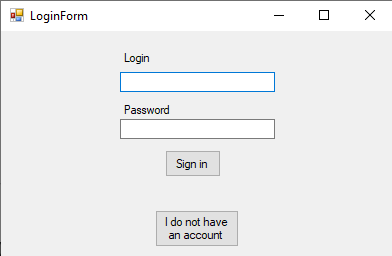 LoginForm
Login
Password
Sign in
I do not have
an account